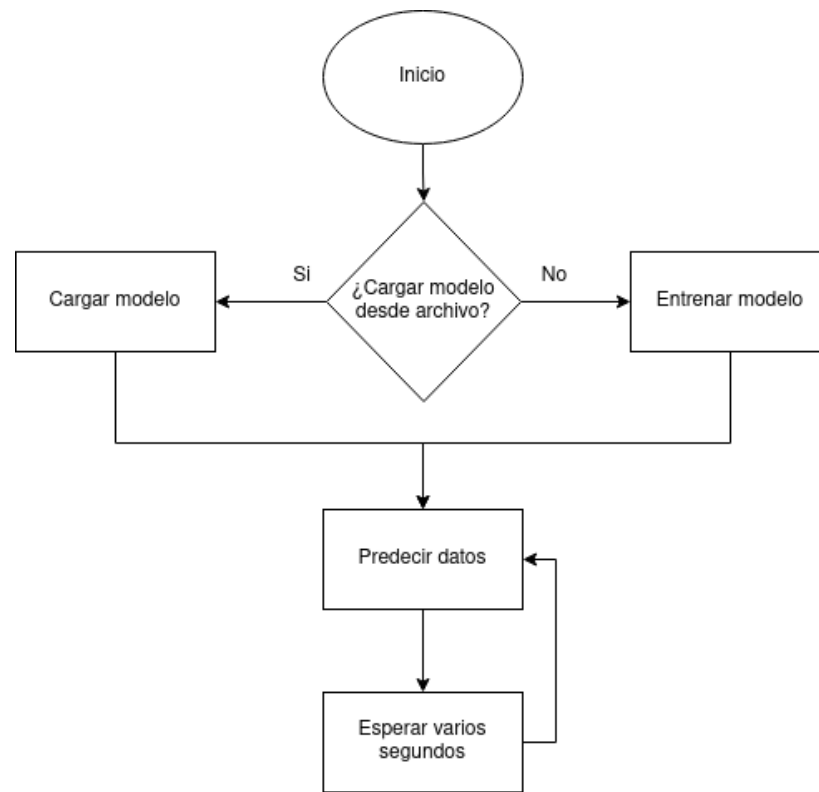 Inicio
¿Cargar modelo
desde archivo?
Si
No
Cargar modelo
Entrenar modelo
Predecir datos
Esperar varios
segundos